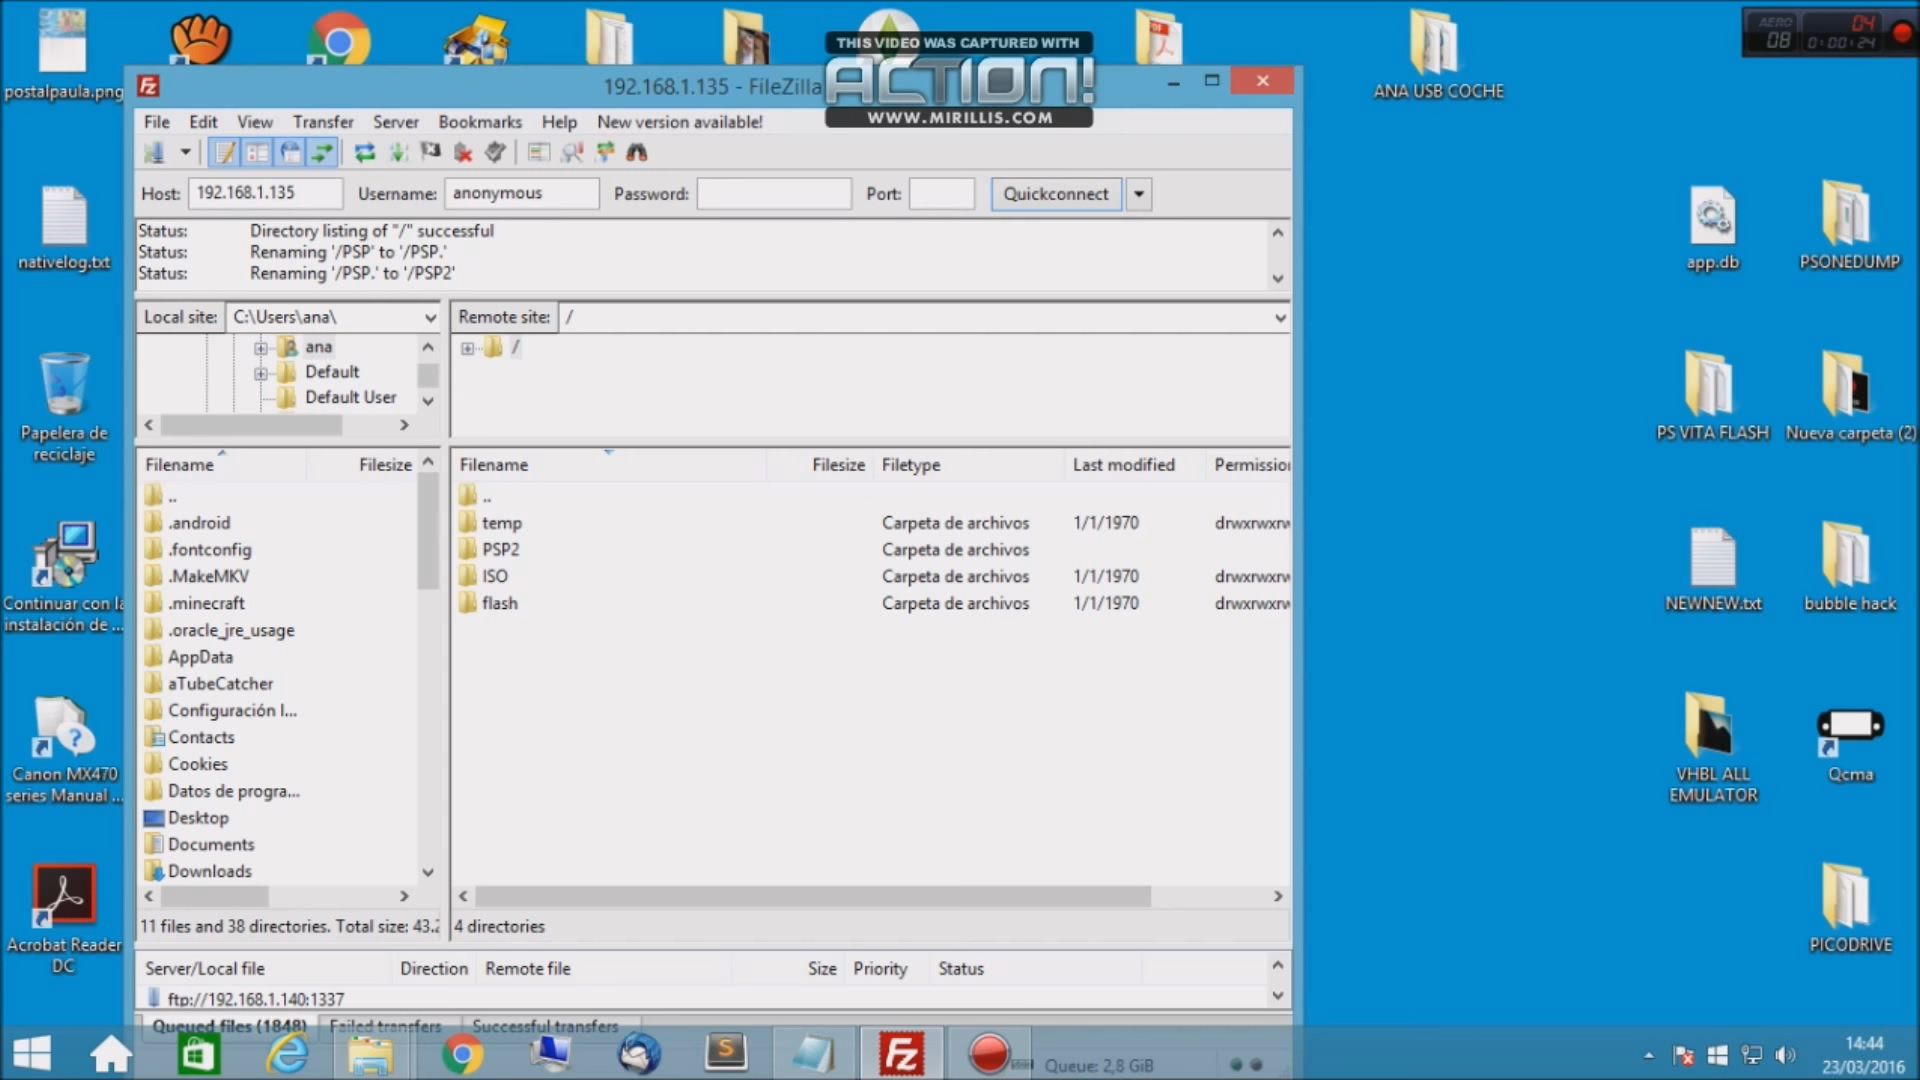 THIS VIDEO WAS CAPTURED WITH
ACTION!
WWW.MIRILLIS.COM
AERO
08
04
0:00:24
postalpaula.png
ANA USB COCHE
nativelog.txt
Papelera de
reciclaje
Continuar con la
instalación de ...
Canon MX470
series Manual ...
Acrobat Reader
DC
app.db
PSONEDUMP
PS VITA FLASH
Nueva carpeta (2)
NEWNEW.txt
bubble hack
VHBL ALL
EMULATOR
Qcma
PICODRIVE
192.168.1.135 - FileZilla
File Edit View Transfer Server Bookmarks Help New version available!
Host: 192.168.1.135 Username: anonymous Password: Port: Quickconnect
Status: Directory listing of "/" successful
Status: Renaming '/PSP' to '/PSP.'
Status: Renaming '/PSP.' to '/PSP2'
Local site: C:\Users\ana\
ana
Default
Default User
Remote site: /
/
Filename Filesize
..
.android
.fontconfig
.MakeMKV
.minecraft
.oracle_jre_usage
AppData
aTubeCatcher
Configuración l...
Contacts
Cookies
Datos de progra...
Desktop
Documents
Downloads
11 files and 38 directories. Total size: 43.2
Filename Filesize Filetype Last modified Permission
..
temp Carpeta de archivos 1/1/1970 drwxrwxrw
PSP2 Carpeta de archivos
ISO Carpeta de archivos 1/1/1970 drwxrwxrw
flash Carpeta de archivos 1/1/1970 drwxrwxrw
4 directories
Server/Local file Direction Remote file Size Priority Status
ftp://192.168.1.140:1337
Queued files (1848) Failed transfers Successful transfers
Queue: 2,8 GiB
14:44
23/03/2016